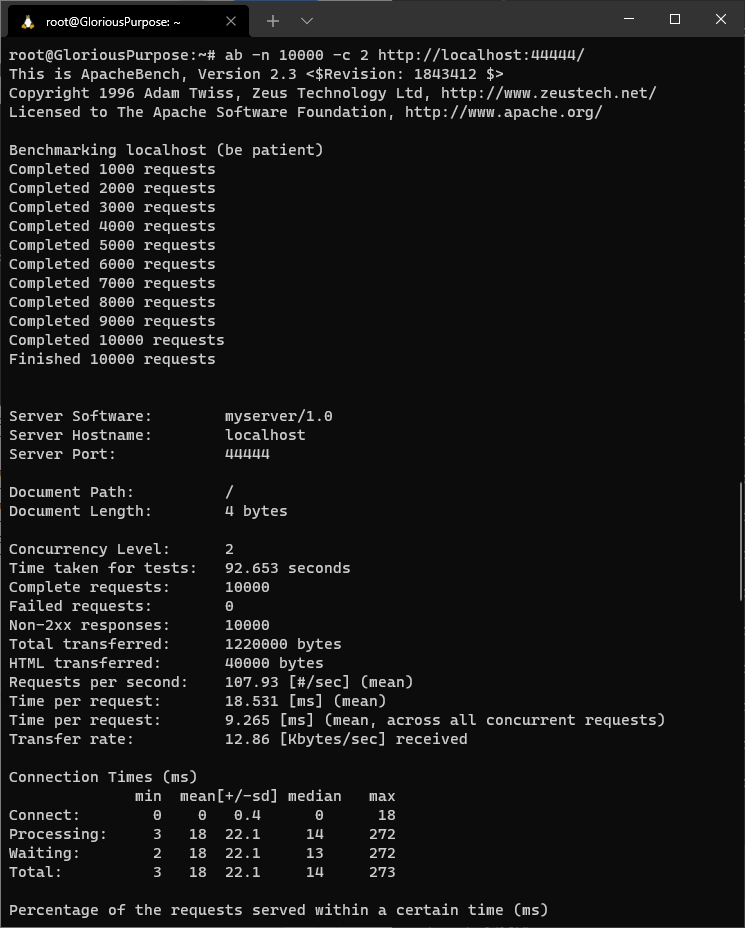 root@GloriousPurpose: ~
root@GloriousPurpose:~# ab -n 10000 -c 2 http://localhost:44444/
This is ApacheBench, Version 2.3 <$Revision: 1843412 $>
Copyright 1996 Adam Twiss, Zeus Technology Ltd, http://www.zeustech.net/
Licensed to The Apache Software Foundation, http://www.apache.org/

Benchmarking localhost (be patient)
Completed 1000 requests
Completed 2000 requests
Completed 3000 requests
Completed 4000 requests
Completed 5000 requests
Completed 6000 requests
Completed 7000 requests
Completed 8000 requests
Completed 9000 requests
Completed 10000 requests
Finished 10000 requests


Server Software:        myserver/1.0
Server Hostname:        localhost
Server Port:            44444

Document Path:          /
Document Length:        4 bytes

Concurrency Level:      2
Time taken for tests:   92.653 seconds
Complete requests:      10000
Failed requests:        0
Non-2xx responses:      10000
Total transferred:      1220000 bytes
HTML transferred:       40000 bytes
Requests per second:    107.93 [#/sec] (mean)
Time per request:       18.531 [ms] (mean)
Time per request:       9.265 [ms] (mean, across all concurrent requests)
Transfer rate:          12.86 [Kbytes/sec] received

Connection Times (ms)
              min  mean[+/-sd] median   max
Connect:        0    0   0.4      0      18
Processing:     3   18  22.1     14     272
Waiting:        2   18  22.1     13     272
Total:          3   18  22.1     14     273

Percentage of the requests served within a certain time (ms)